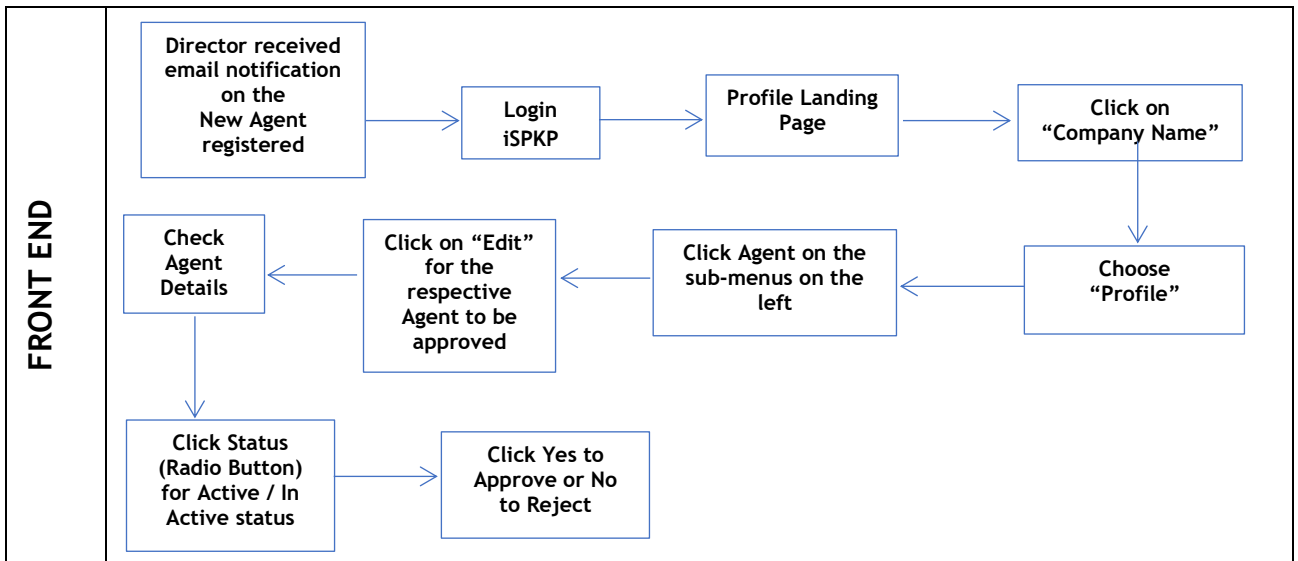 FRONT END
Director received
email notification
on the
New Agent
registered
Login
iSPKP
Profile Landing
Page
Click on
“Company Name”
Choose
“Profile”
Click Agent on the
sub-menus on the
left
Click on “Edit”
for the
respective
Agent to be
approved
Check
Agent
Details
Click Status
(Radio Button)
for Active / In
Active status
Click Yes to
Approve or No
to Reject